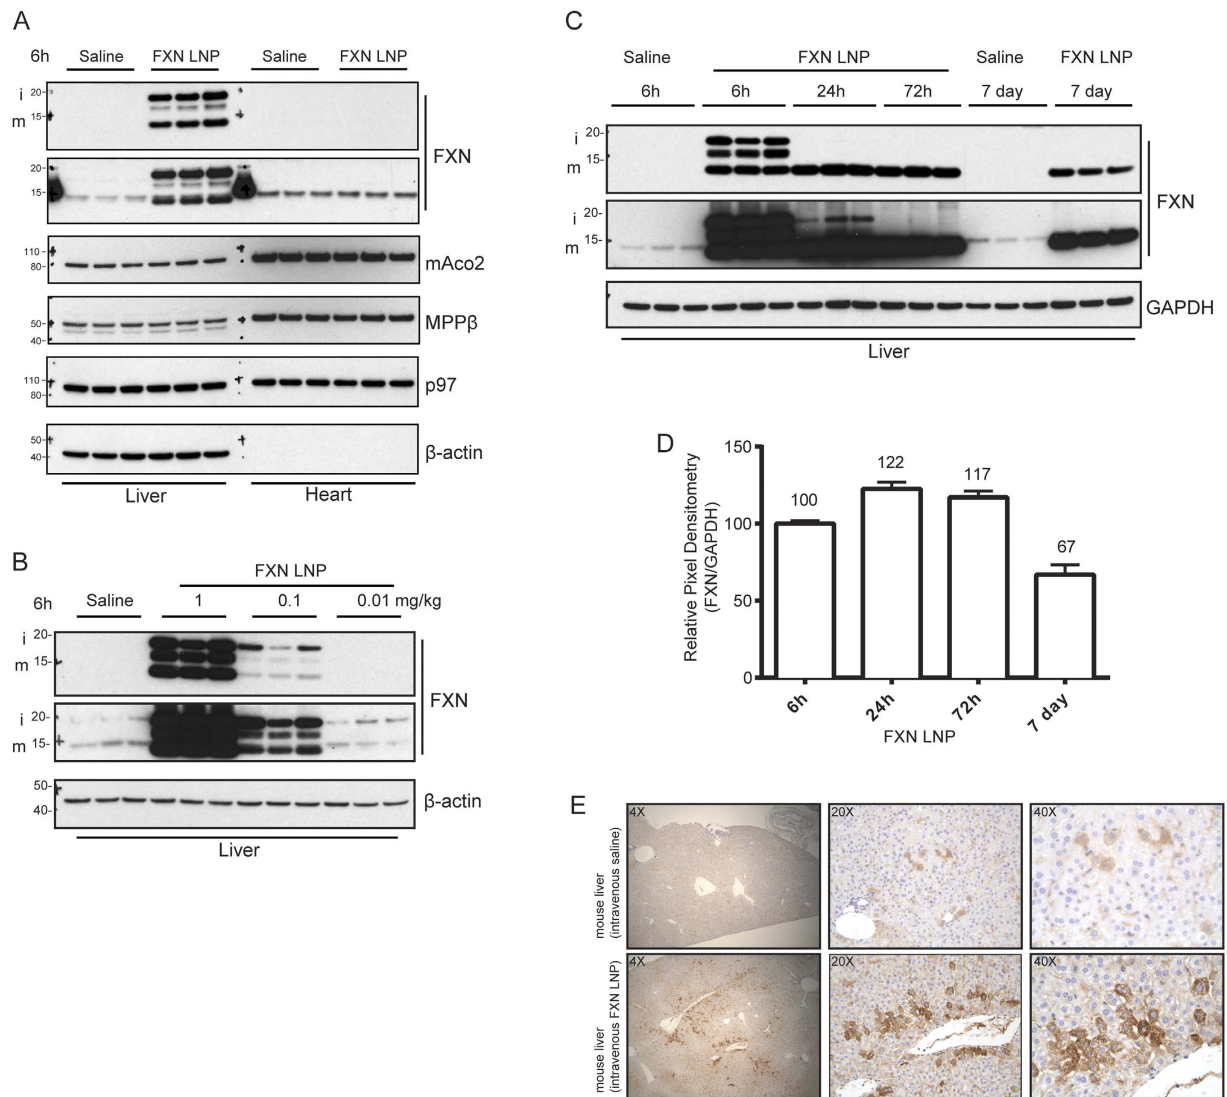 A
6h Saline FXN LNP Saline FXN LNP
i 20-
m 15-
20-
15-
FXN
110-
80-
mAco2
50-
40-
MPPβ
110-
80-
p97
50-
40-
β-actin
Liver Heart
B
FXN LNP
6h Saline 1 0.1 0.01 mg/kg
i 20-
m 15-
i 20-
m 15-
FXN
50-
40-
β-actin
Liver
C
Saline FXN LNP Saline FXN LNP
6h 6h 24h 72h 7 day 7 day
i 20-
m 15-
i 20-
m 15-
FXN
GAPDH
Liver
D
Relative Pixel Densitometry
(FXN/GAPDH)
150
100
50
0
100
122
117
67
6h 24h 72h 7 day
FXN LNP
E
mouse liver
(intravenous saline)
4X 20X 40X
mouse liver
(intravenous FXN LNP)
4X 20X 40X